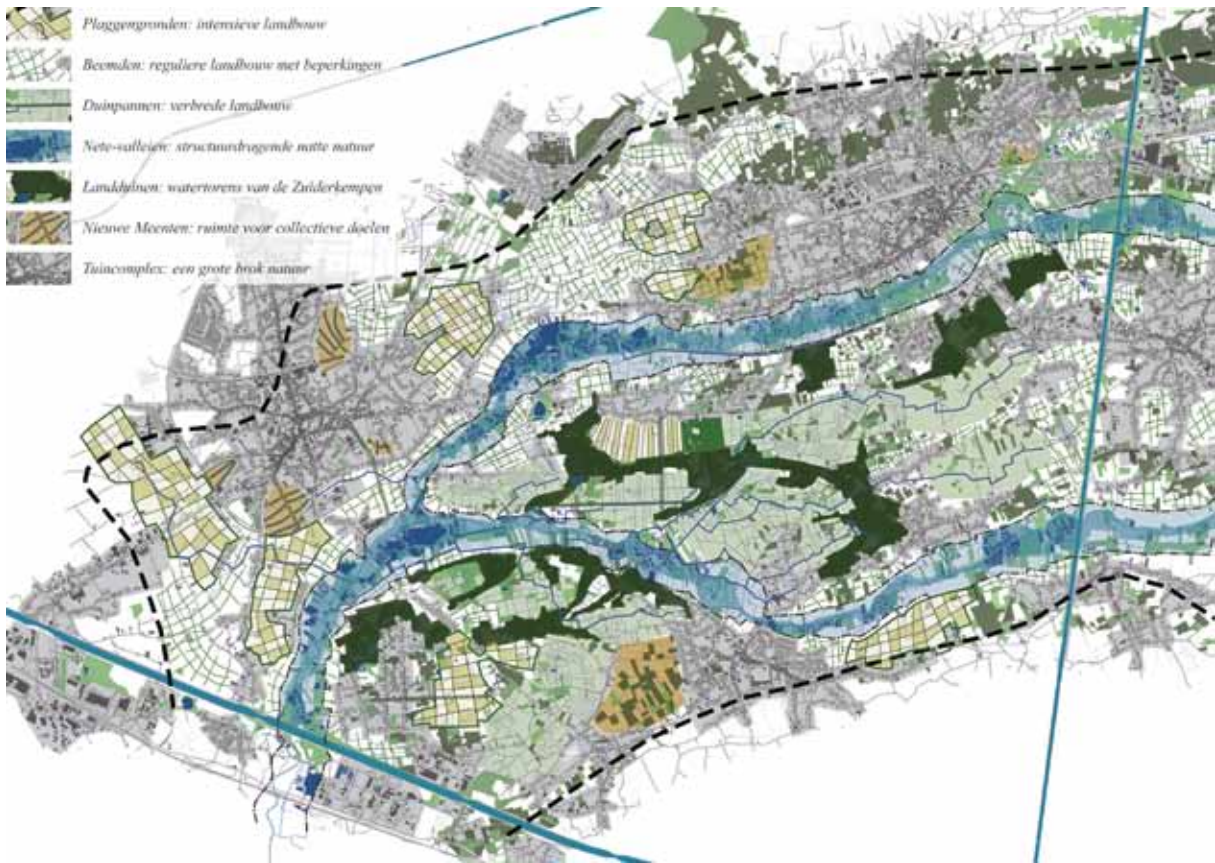 Plaggengronden: intensieve landbouw
Beemden: reguliere landbouw met beperkingen
Duinpannen: verbrede landbouw
Nete-valleien: structuurdragende natte natuur
Landduinen: watertorens van de Zuiderkempen
Nieuwe Meenten: ruimte voor collectieve doelen
Tuincomplex: een grote brok natuur